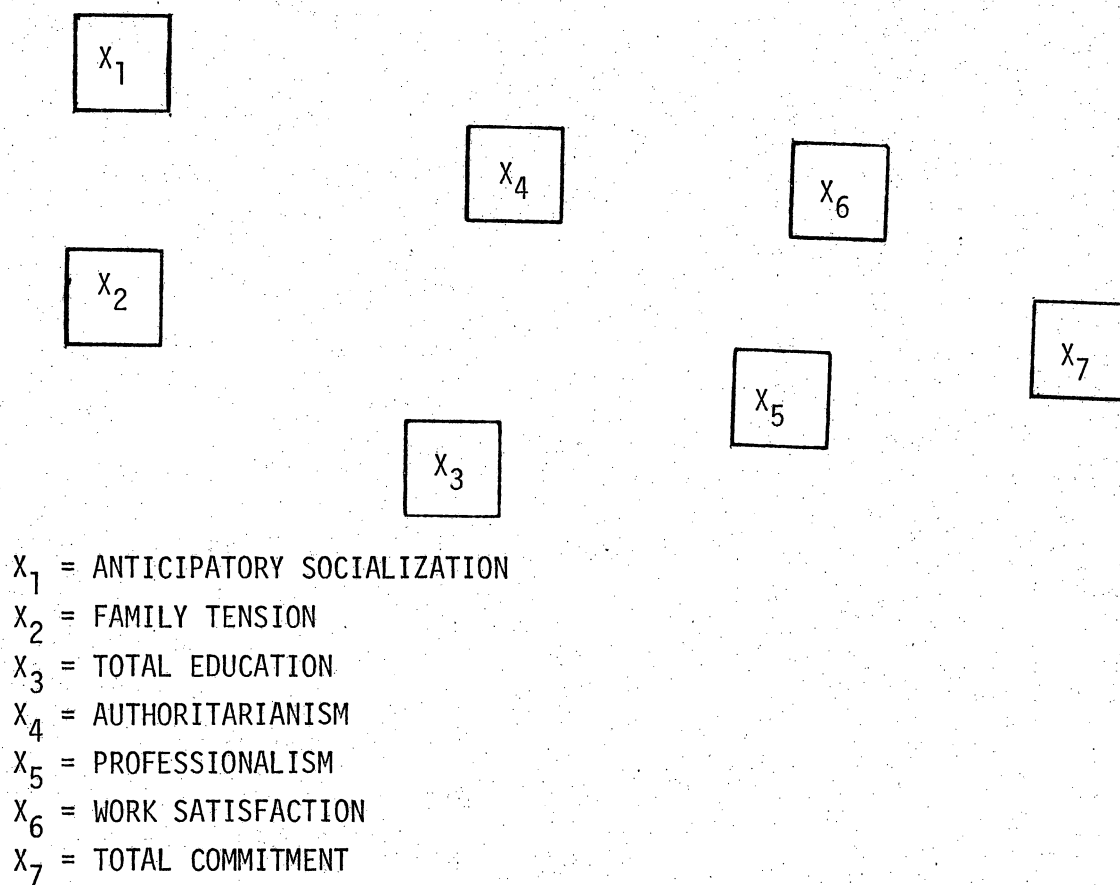 X₁
X₄
X₆
X₂
X₇
X₅
X₃
X₁ = ANTICIPATORY SOCIALIZATION
X₂ = FAMILY TENSION
X₃ = TOTAL EDUCATION
X₄ = AUTHORITARIANISM
X₅ = PROFESSIONALISM
X₆ = WORK SATISFACTION
X₇ = TOTAL COMMITMENT